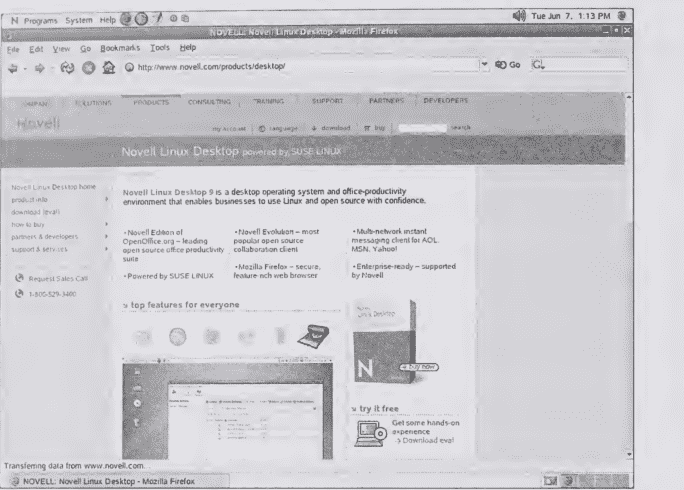 N Programs System Help
Tue Jun 7, 1:13 PM
NOVELL: Novell Linux Desktop - Mozilla Firefox
File Edit View Go Bookmarks Tools Help
http://www.novell.com/products/desktop/
Go
G
COMPANY SOLUTIONS PRODUCTS CONSULTING TRAINING SUPPORT PARTNERS DEVELOPERS
Novell
my account language download buy search
Novell Linux Desktop powered by SUSE LINUX
Novell Linux Desktop home
product info
download (eval)
how to buy
partners & developers
support & services
Request Sales Call
1-800-529-3400
Novell Linux Desktop 9 is a desktop operating system and office-productivity
environment that enables businesses to use Linux and open source with confidence.
• Novell Edition of
OpenOffice.org – leading
open source office productivity
suite
• Powered by SUSE LINUX
• Novell Evolution – most
popular open source
collaboration client
• Mozilla Firefox – secure,
feature-rich web browser
• Multi-network instant
messaging client for AOL,
MSN, Yahoo!
• Enterprise-ready – supported
by Novell
top features for everyone
Linux Desktop
N
buy now
try it free
Get some hands-on
experience
Download eval
Transferring data from www.novell.com...
NOVELL: Novell Linux Desktop - Mozilla Firefox